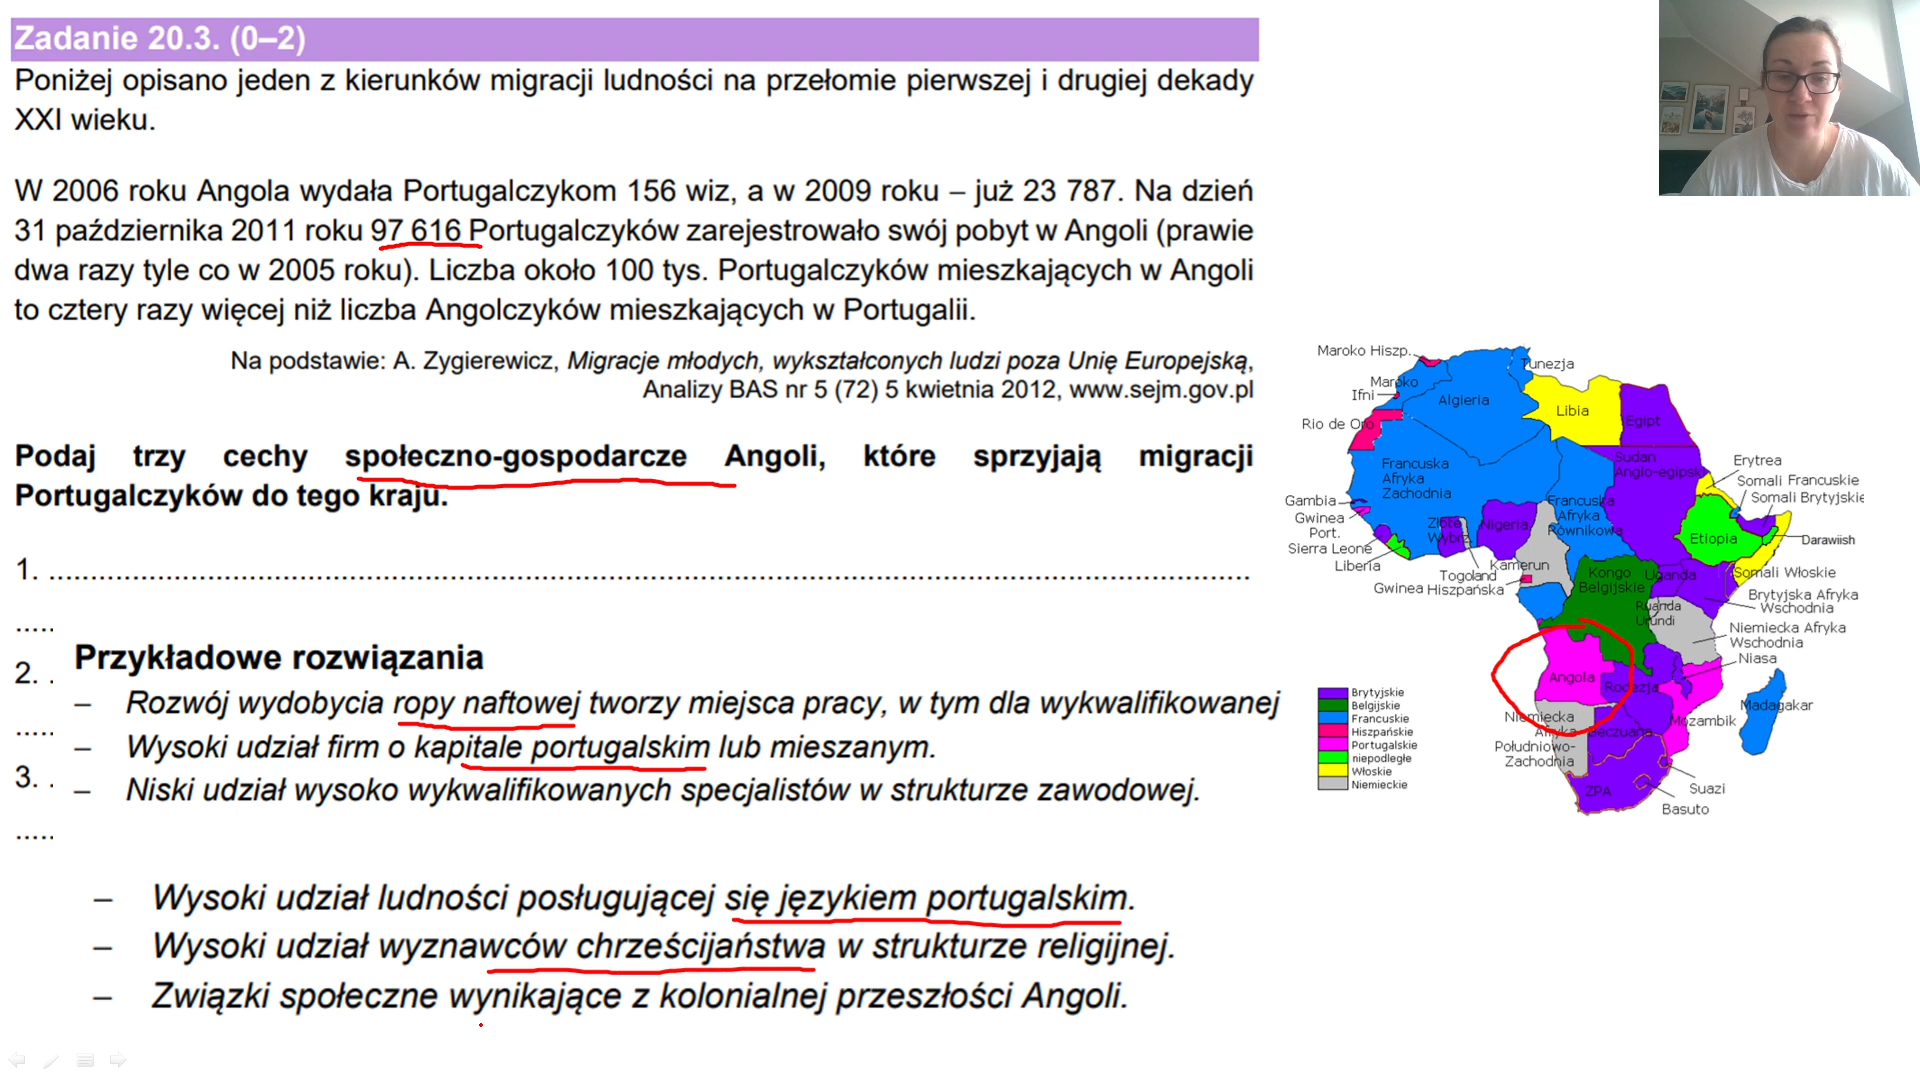 Zadanie 20.3. (0–2)
Poniżej opisano jeden z kierunków migracji ludności na przełomie pierwszej i drugiej dekady
XXI wieku.
W 2006 roku Angola wydała Portugalczykom 156 wiz, a w 2009 roku – już 23 787. Na dzień
31 października 2011 roku 97 616 Portugalczyków zarejestrowało swój pobyt w Angoli (prawie
dwa razy tyle co w 2005 roku). Liczba około 100 tys. Portugalczyków mieszkających w Angoli
to cztery razy więcej niż liczba Angolczyków mieszkających w Portugalii.
Na podstawie: A. Zygierewicz, Migracje młodych, wykształconych ludzi poza Unię Europejską,
Analizy BAS nr 5 (72) 5 kwietnia 2012, www.sejm.gov.pl
Podaj trzy cechy społeczno-gospodarcze Angoli, które sprzyjają migracji
Portugalczyków do tego kraju.
1. ..............................................................................
.....
2. .
.....
3. .
.....
Przykładowe rozwiązania
– Rozwój wydobycia ropy naftowej tworzy miejsca pracy, w tym dla wykwalifikowanej
– Wysoki udział firm o kapitale portugalskim lub mieszanym.
– Niski udział wysoko wykwalifikowanych specjalistów w strukturze zawodowej.
– Wysoki udział ludności posługującej się językiem portugalskim.
– Wysoki udział wyznawców chrześcijaństwa w strukturze religijnej.
– Związki społeczne wynikające z kolonialnej przeszłości Angoli.
Maroko Hiszp.
Tunezja
Maroko
Ifni
Algieria
Libia
Egipt
Rio de Oro
Francuska
Afryka
Zachodnia
Sudan
Anglo-egipski
Erytrea
Somali Francuskie
Somali Brytyjskie
Gambia
Gwinea
Port.
Sierra Leone
Liberia
Złote
Wybrz.
Nigeria
Francuska
Afryka
Równikowa
Etiopia
Darawiish
Togoland
Kamerun
Gwinea Hiszpańska
Kongo
Belgijskie
Uganda
Somali Włoskie
Brytyjska Afryka
Wschodnia
Ruanda
Urundi
Niemiecka Afryka
Wschodnia
Niasa
Angola
Rodezja
Madagakar
Mozambik
Niemiecka
Afryka
Południowo-
Zachodnia
Beczuana
ZPA
Suazi
Basuto
Brytyjskie
Belgijskie
Francuskie
Hiszpańskie
Portugalskie
niepodległe
Włoskie
Niemieckie